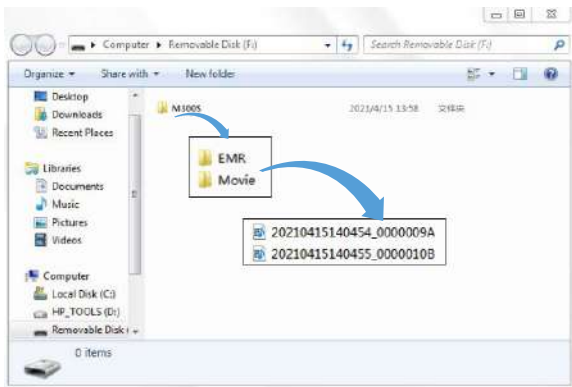 Computer ▸ Removable Disk (F:)
Search Removable Disk (F:)
Organize ▾ Share with ▾ New folder
Desktop
Downloads
Recent Places
Libraries
Documents
Music
Pictures
Videos
Computer
Local Disk (C:)
HP_TOOLS (D:)
Removable Disk (
M300S 2021/4/15 13:58 文件夹
EMR
Movie
20210415140454_0000009A
20210415140455_0000010B
0 items